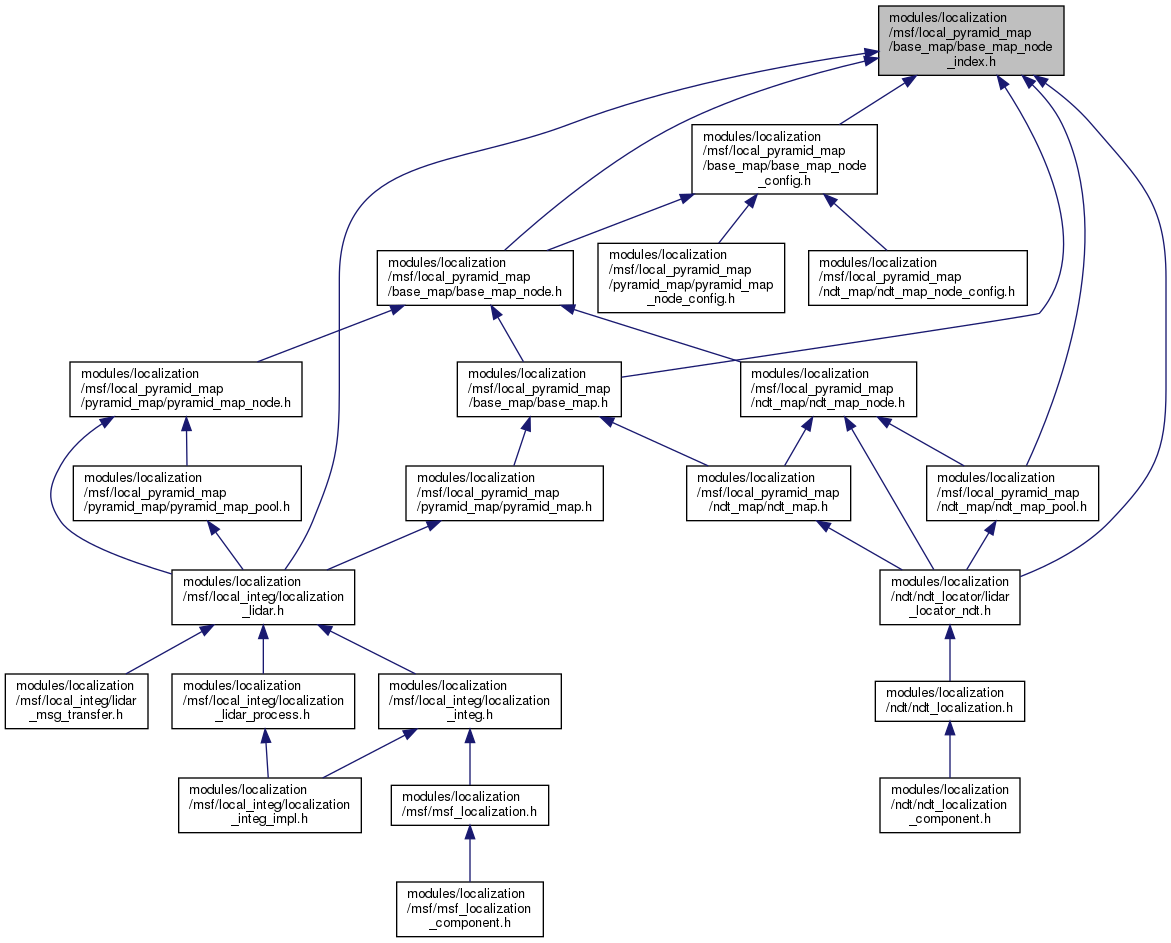 modules/localization
/msf/local_pyramid_map
/base_map/base_map_node
_index.h
modules/localization
/msf/local_pyramid_map
/base_map/base_map_node
_config.h
modules/localization
/msf/local_pyramid_map
/base_map/base_map_node.h
modules/localization
/msf/local_pyramid_map
/pyramid_map/pyramid_map
_node_config.h
modules/localization
/msf/local_pyramid_map
/ndt_map/ndt_map_node_config.h
modules/localization
/msf/local_pyramid_map
/pyramid_map/pyramid_map_node.h
modules/localization
/msf/local_pyramid_map
/base_map/base_map.h
modules/localization
/msf/local_pyramid_map
/ndt_map/ndt_map_node.h
modules/localization
/msf/local_pyramid_map
/pyramid_map/pyramid_map_pool.h
modules/localization
/msf/local_pyramid_map
/pyramid_map/pyramid_map.h
modules/localization
/msf/local_pyramid_map
/ndt_map/ndt_map.h
modules/localization
/msf/local_pyramid_map
/ndt_map/ndt_map_pool.h
modules/localization
/msf/local_integ/localization
_lidar.h
modules/localization
/ndt/ndt_locator/lidar
_locator_ndt.h
modules/localization
/msf/local_integ/lidar
_msg_transfer.h
modules/localization
/msf/local_integ/localization
_lidar_process.h
modules/localization
/msf/local_integ/localization
_integ.h
modules/localization
/ndt/ndt_localization.h
modules/localization
/msf/local_integ/localization
_integ_impl.h
modules/localization
/msf/msf_localization.h
modules/localization
/ndt/ndt_localization
_component.h
modules/localization
/msf/msf_localization
_component.h